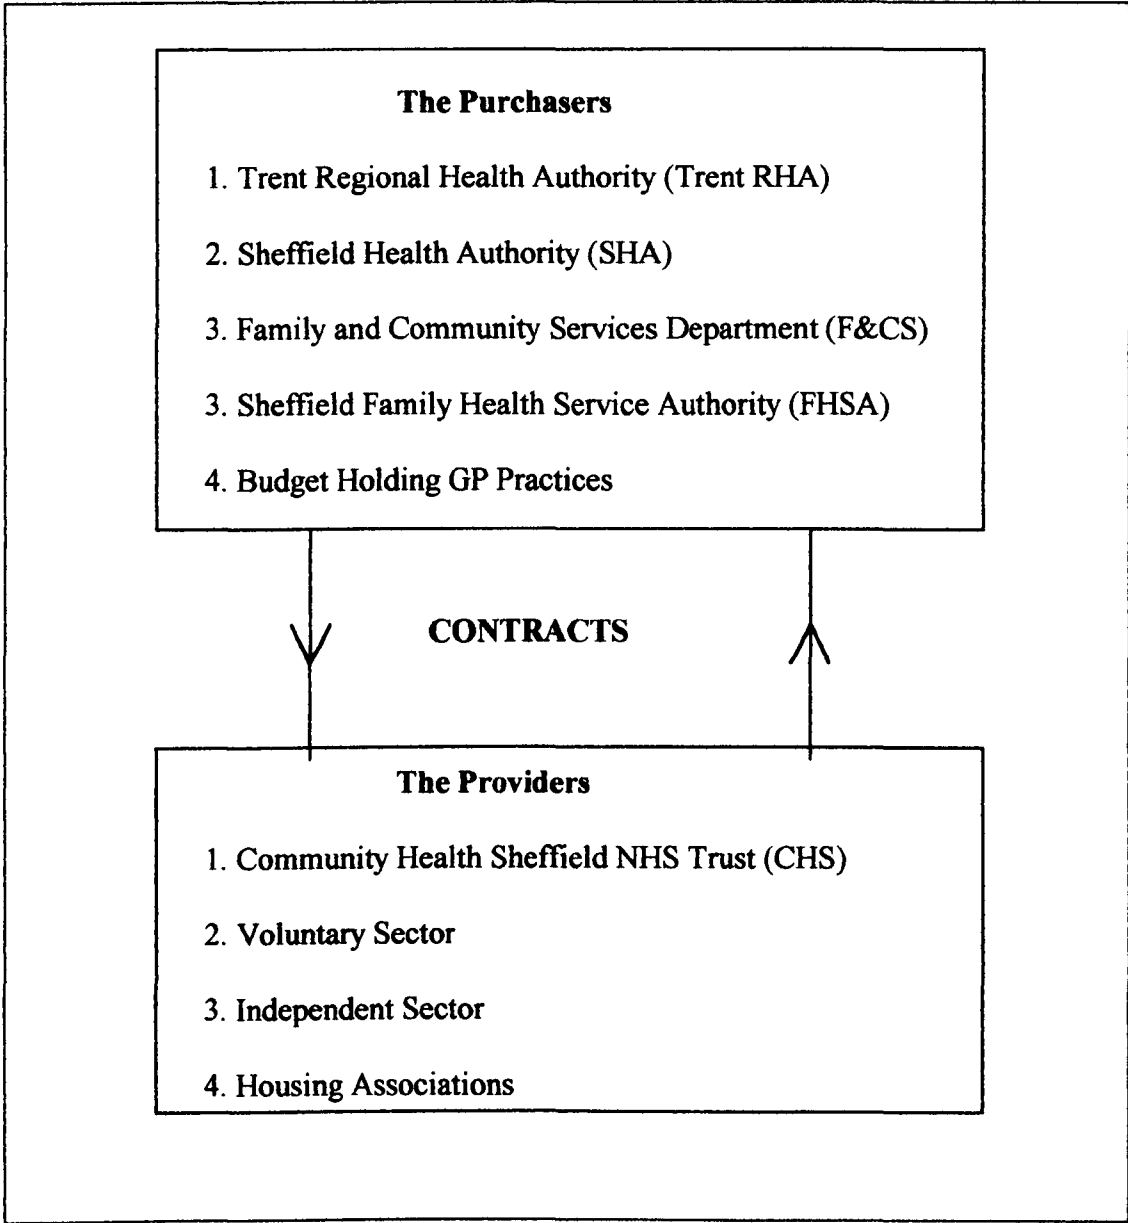 The Purchasers
1. Trent Regional Health Authority (Trent RHA)
2. Sheffield Health Authority (SHA)
3. Family and Community Services Department (F&CS)
3. Sheffield Family Health Service Authority (FHSA)
4. Budget Holding GP Practices
CONTRACTS
The Providers
1. Community Health Sheffield NHS Trust (CHS)
2. Voluntary Sector
3. Independent Sector
4. Housing Associations